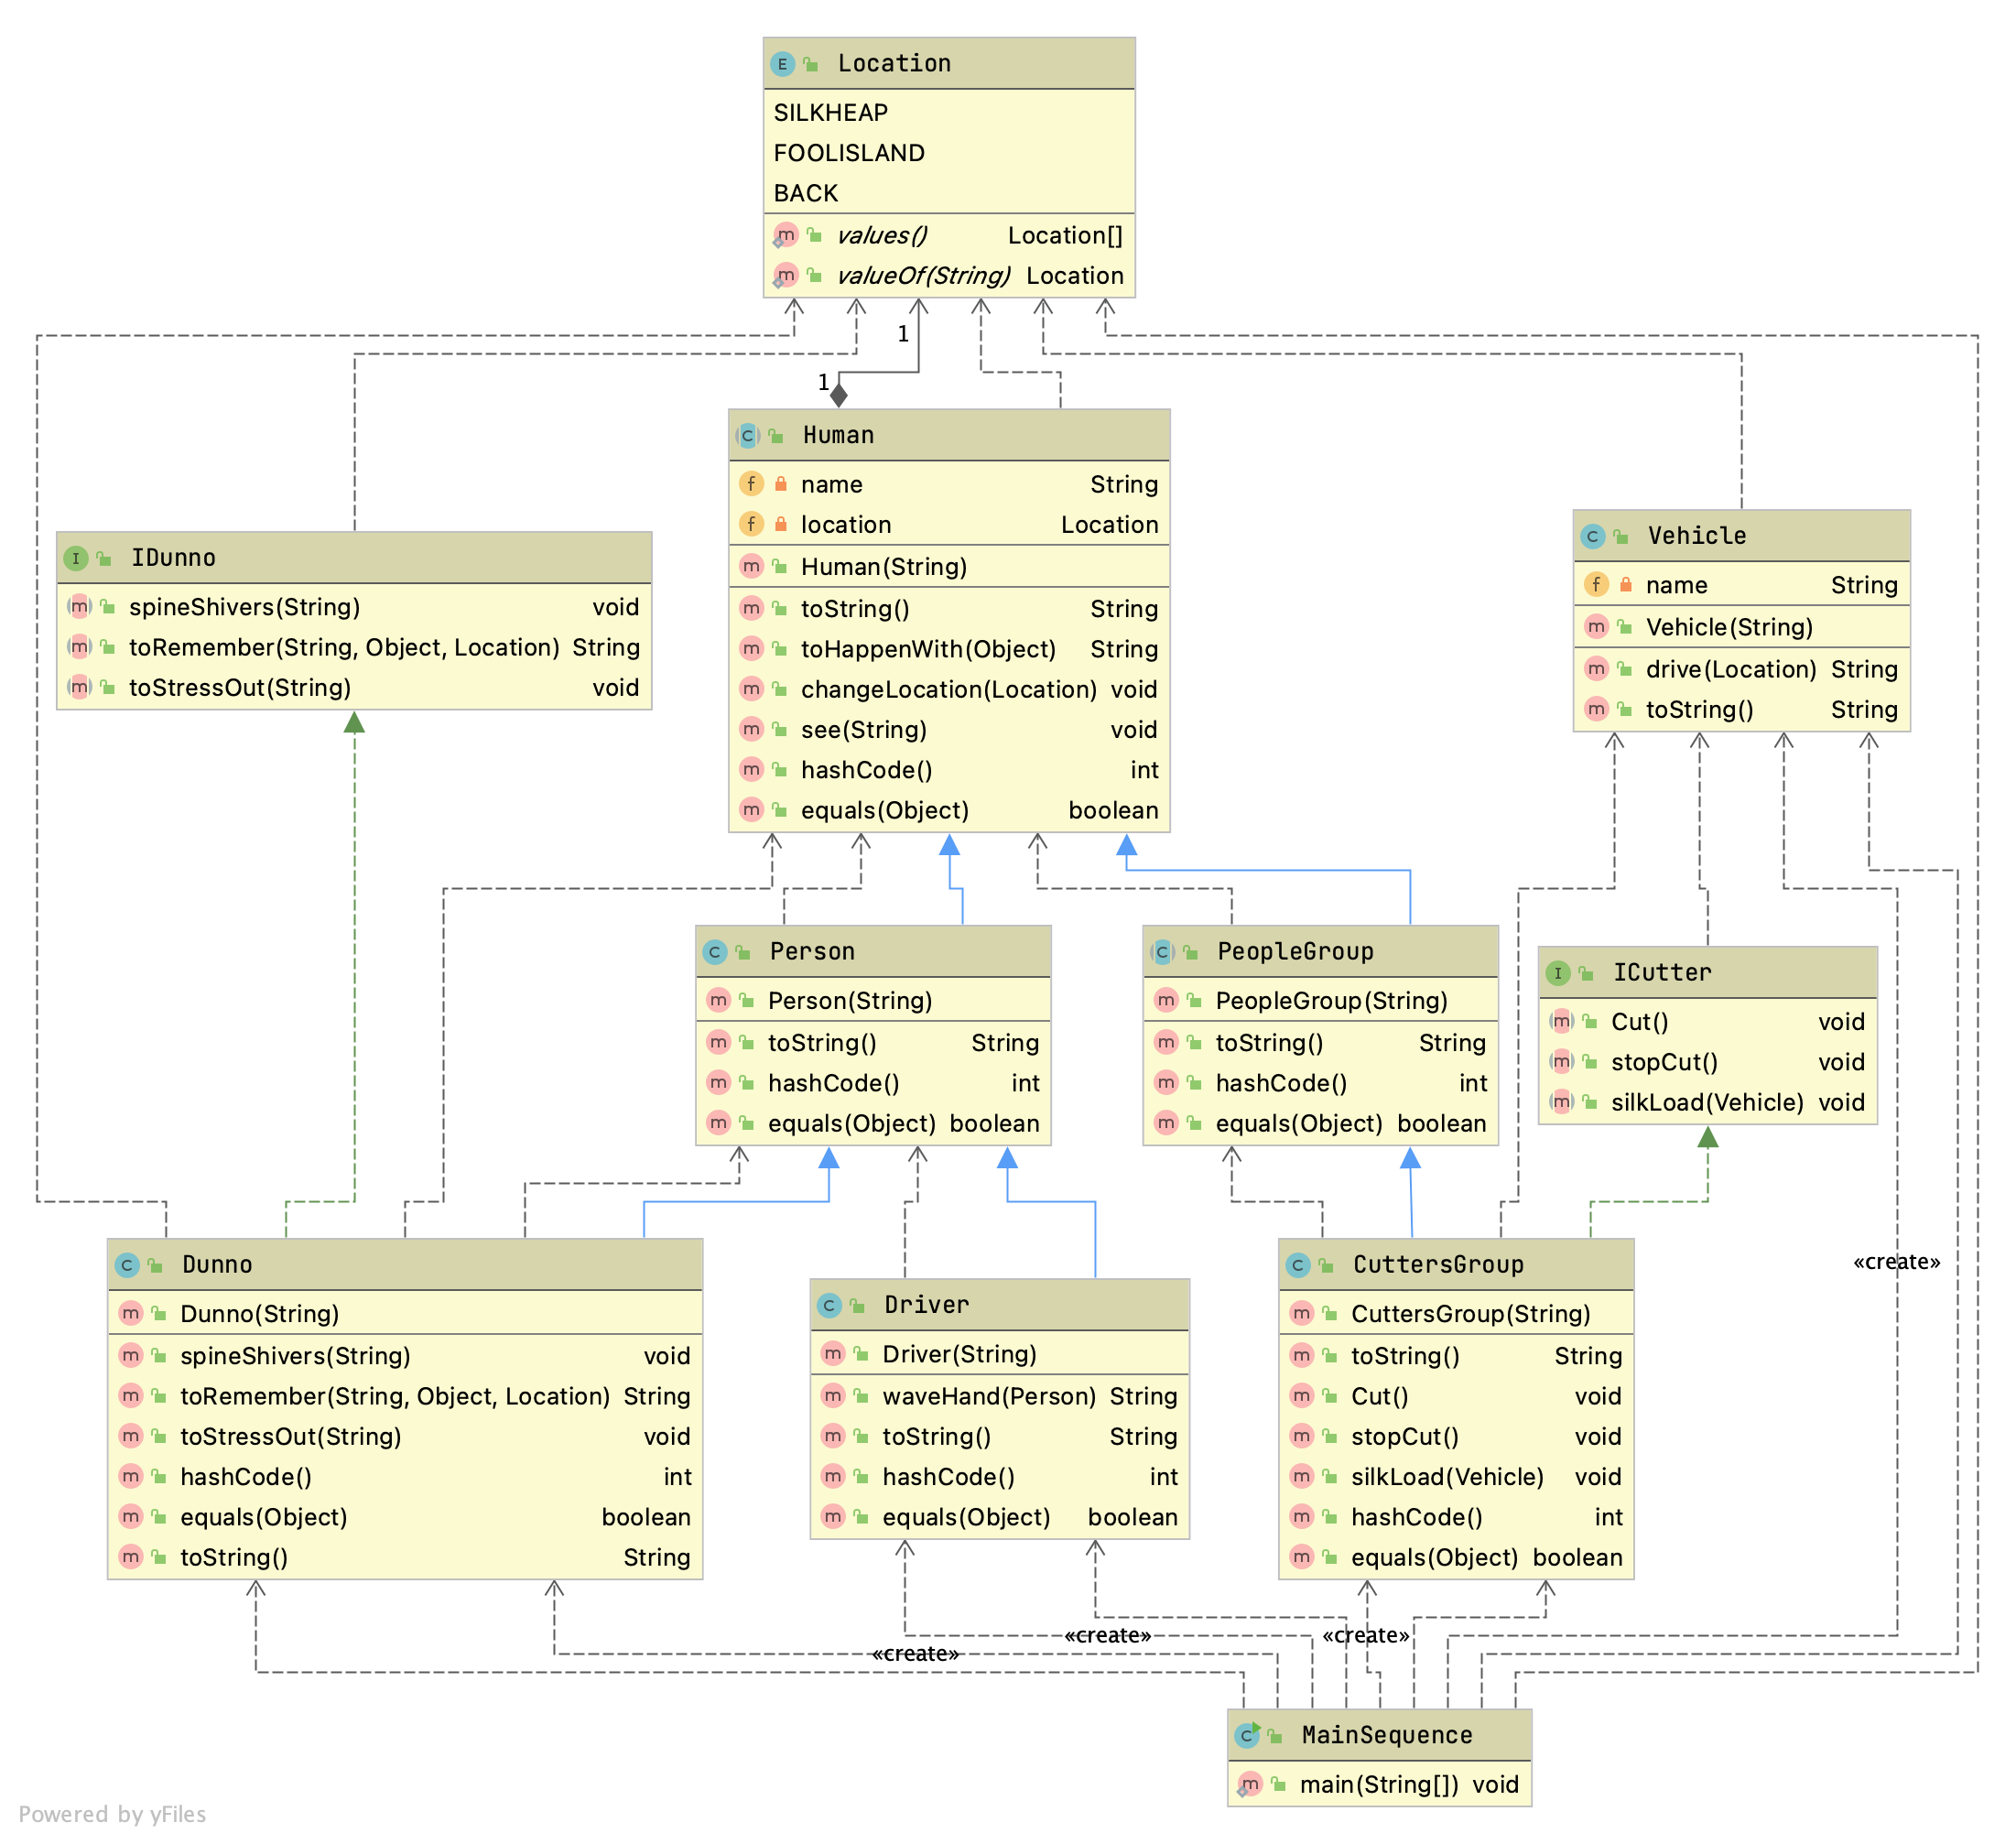 E Location
SILKHEAP
FOOLISLAND
BACK
m values() Location[]
m valueOf(String) Location
1
1
C Human
f name String
f location Location
m Human(String)
m toString() String
m toHappenWith(Object) String
m changeLocation(Location) void
m see(String) void
m hashCode() int
m equals(Object) boolean
I IDunno
m spineShivers(String) void
m toRemember(String, Object, Location) String
m toStressOut(String) void
C Vehicle
f name String
m Vehicle(String)
m drive(Location) String
m toString() String
C Person
m Person(String)
m toString() String
m hashCode() int
m equals(Object) boolean
C PeopleGroup
m PeopleGroup(String)
m toString() String
m hashCode() int
m equals(Object) boolean
I ICutter
m Cut() void
m stopCut() void
m silkLoad(Vehicle) void
C Dunno
m Dunno(String)
m spineShivers(String) void
m toRemember(String, Object, Location) String
m toStressOut(String) void
m hashCode() int
m equals(Object) boolean
m toString() String
C Driver
m Driver(String)
m waveHand(Person) String
m toString() String
m hashCode() int
m equals(Object) boolean
C CuttersGroup
m CuttersGroup(String)
m toString() String
m Cut() void
m stopCut() void
m silkLoad(Vehicle) void
m hashCode() int
m equals(Object) boolean
«create»
«create»
«create»
«create»
C MainSequence
m main(String[]) void
Powered by yFiles